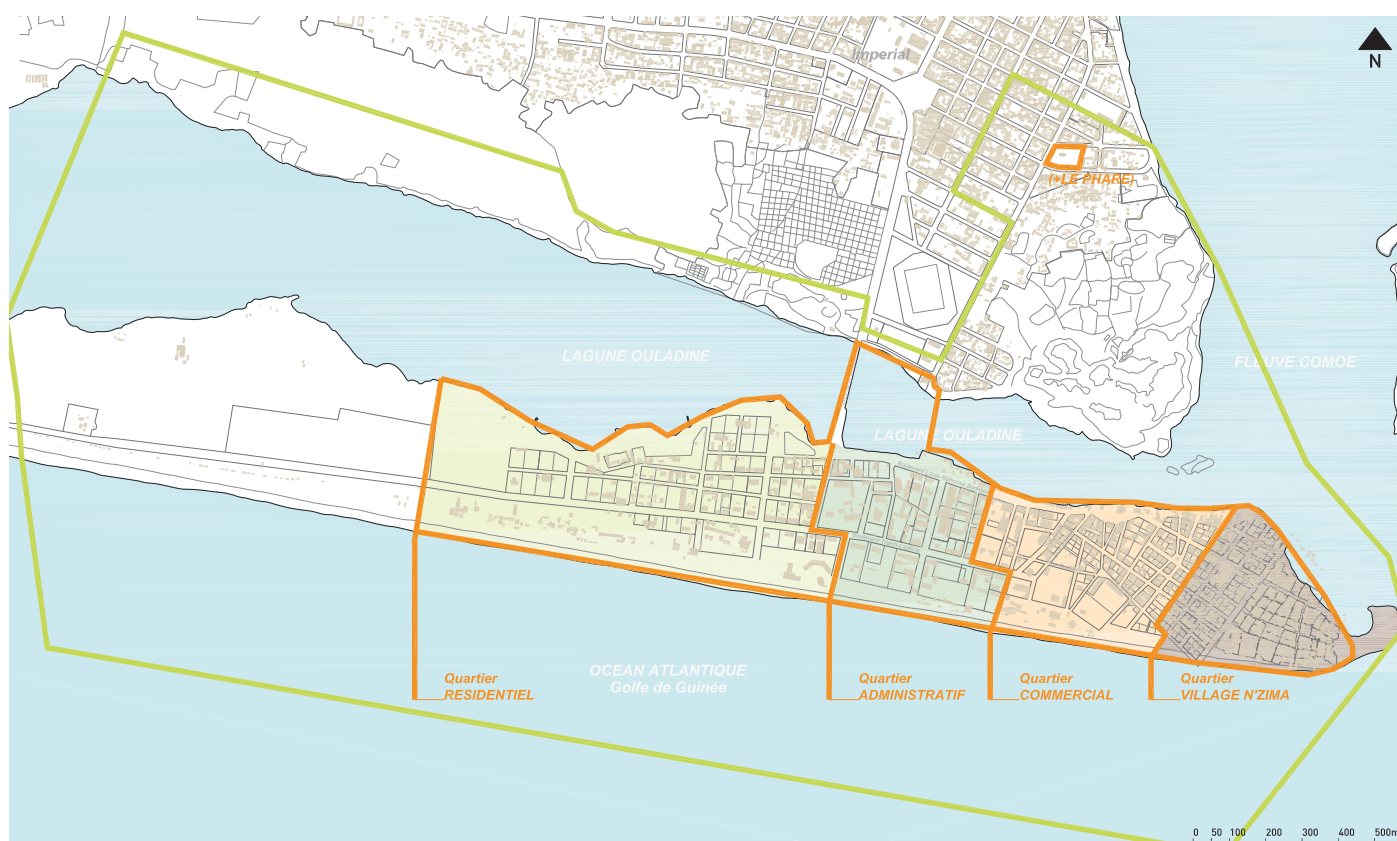 Imperial
N
(+LE PHARE)
LAGUNE OULADINE
FLEUVE COMOE
LAGUNE OULADINE
OCEAN ATLANTIQUE
Golfe de Guinée
Quartier
RESIDENTIEL
Quartier
ADMINISTRATIF
Quartier
COMMERCIAL
Quartier
VILLAGE N'ZIMA
0 50 100 200 300 400 500m